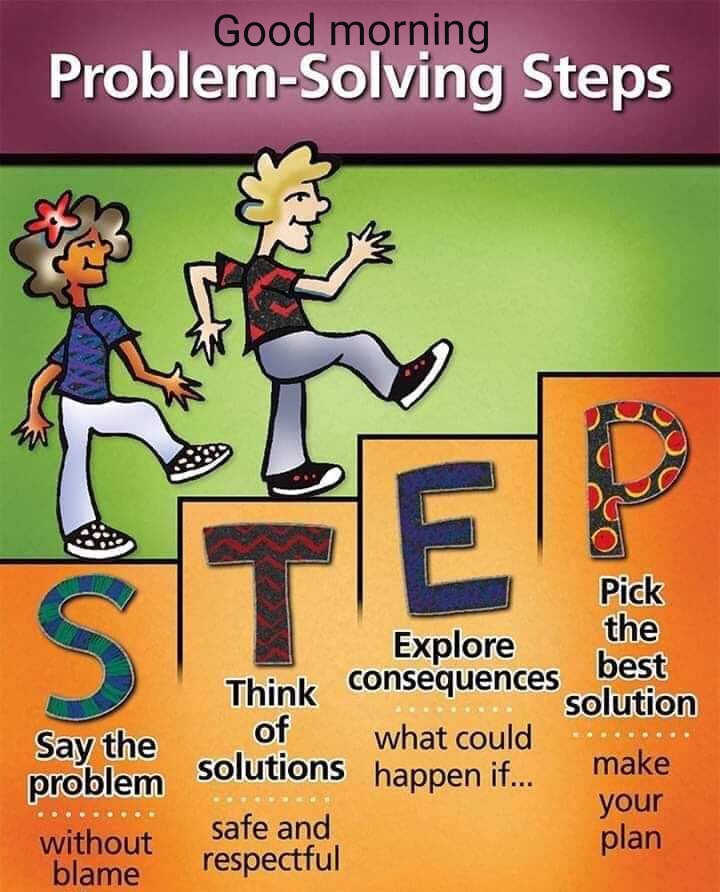 Good morning
Problem-Solving Steps
S
Say the
problem
without
blame
T
Think
of
solutions
safe and
respectful
E
Explore
consequences
what could
happen if...
P
Pick
the
best
solution
make
your
plan